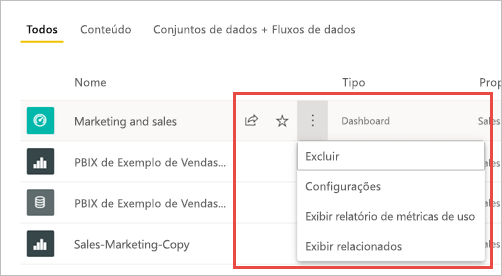 Todos Conteúdo Conjuntos de dados + Fluxos de dados
Nome Tipo Prop
Marketing and sales Dashboard Sales
PBIX de Exemplo de Vendas...
Excluir
PBIX de Exemplo de Vendas...
Configurações
Exibir relatório de métricas de uso
Sales-Marketing-Copy
Exibir relacionados